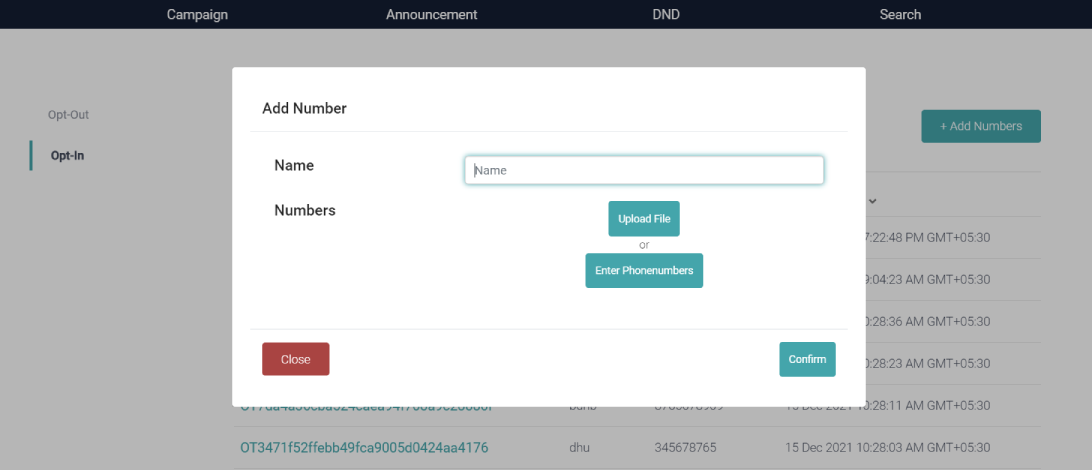 Campaign Announcement DND Search
Opt-Out
Opt-In
+ Add Numbers
Add Number
Name
Name
Numbers
Upload File
or
Enter Phonenumbers
Close
Confirm
7:22:48 PM GMT+05:30
9:04:23 AM GMT+05:30
0:28:36 AM GMT+05:30
0:28:23 AM GMT+05:30
15 Dec 2021 10:28:11 AM GMT+05:30
OT3471f52ffebb49fca9005d0424aa4176 dhu 345678765 15 Dec 2021 10:28:03 AM GMT+05:30